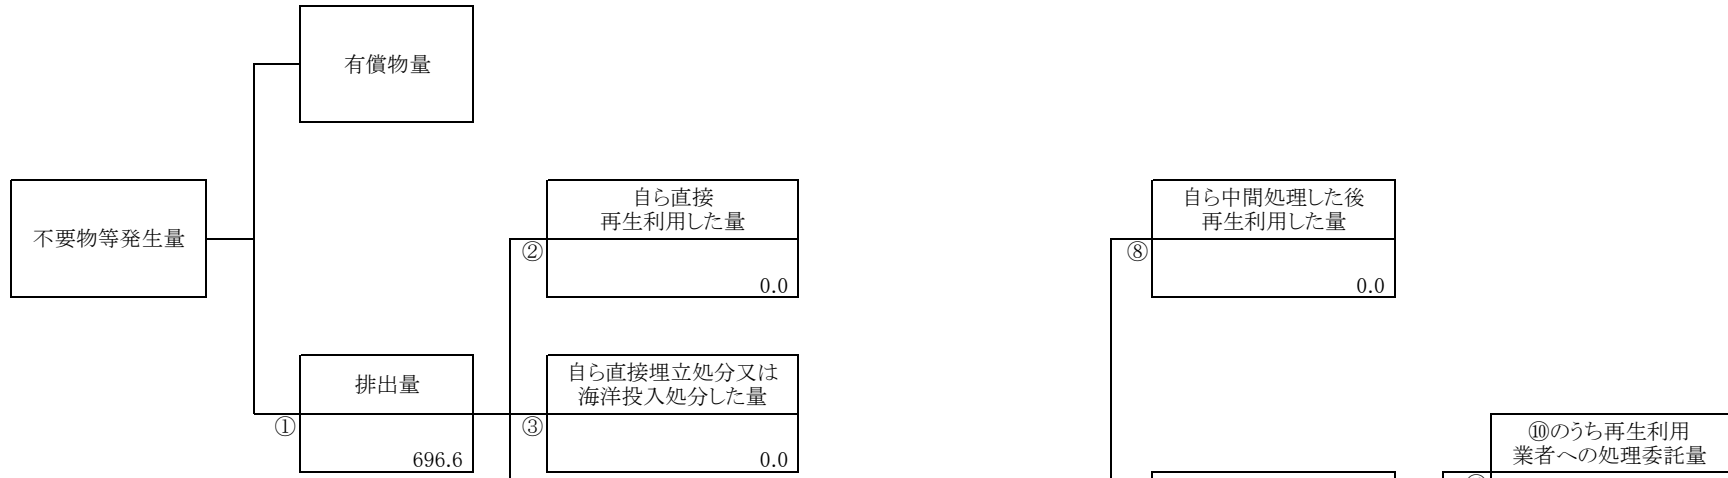 有償物量
不要物等発生量
自ら直接
再生利用した量
②
0.0
自ら中間処理した後
再生利用した量
⑧
0.0
排出量
①
696.6
自ら直接埋立処分又は
海洋投入処分した量
③
0.0
⑩のうち再生利用
業者への処理委託量